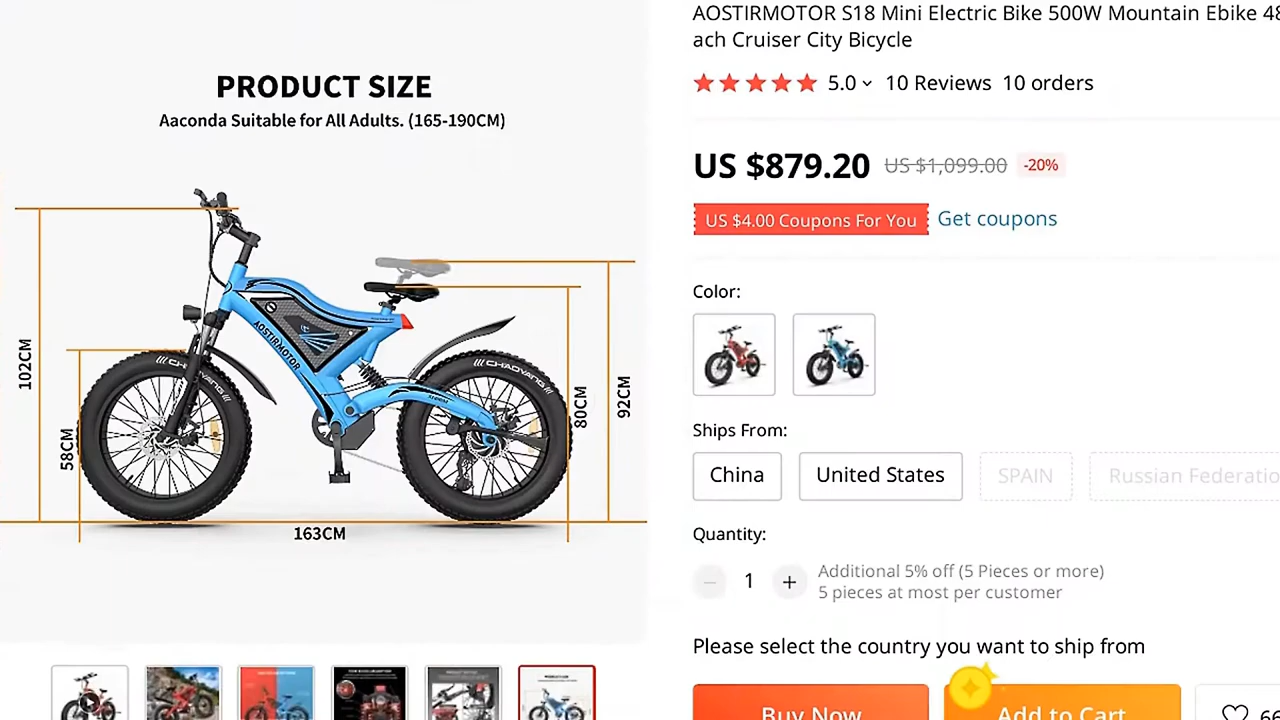 AOSTIRMOTOR S18 Mini Electric Bike 500W Mountain Ebike 48
ach Cruiser City Bicycle
5.0
10 Reviews 10 orders
US $879.20 US $1,099.00 -20%
US $4.00 Coupons For You Get coupons
Color:
Ships From:
China United States SPAIN Russian Federatio
Quantity:
1
Additional 5% off (5 Pieces or more)
5 pieces at most per customer
Please select the country you want to ship from
Buy Now Add to Cart
PRODUCT SIZE
Aaconda Suitable for All Adults. (165-190CM)
102CM
58CM
163CM
80CM
92CM
AOSTIRMOTOR
CHAOYANG
CHAOYANG